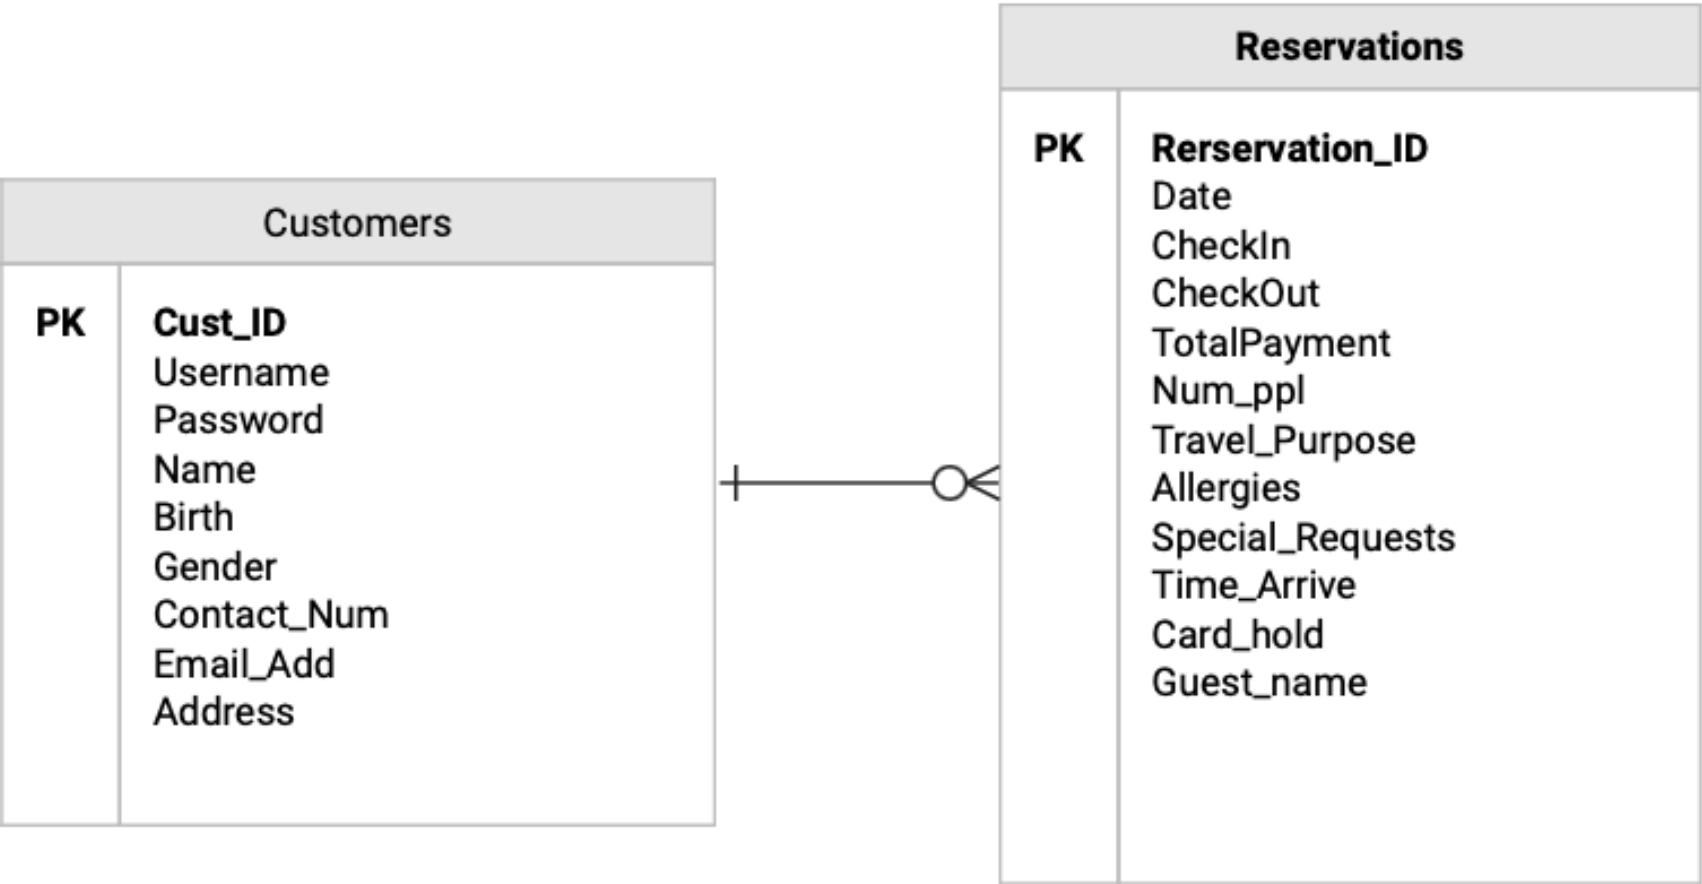 Customers
PK
Cust_ID
Username
Password
Name
Birth
Gender
Contact_Num
Email_Add
Address
Reservations
PK
Rerservation_ID
Date
CheckIn
CheckOut
TotalPayment
Num_ppl
Travel_Purpose
Allergies
Special_Requests
Time_Arrive
Card_hold
Guest_name